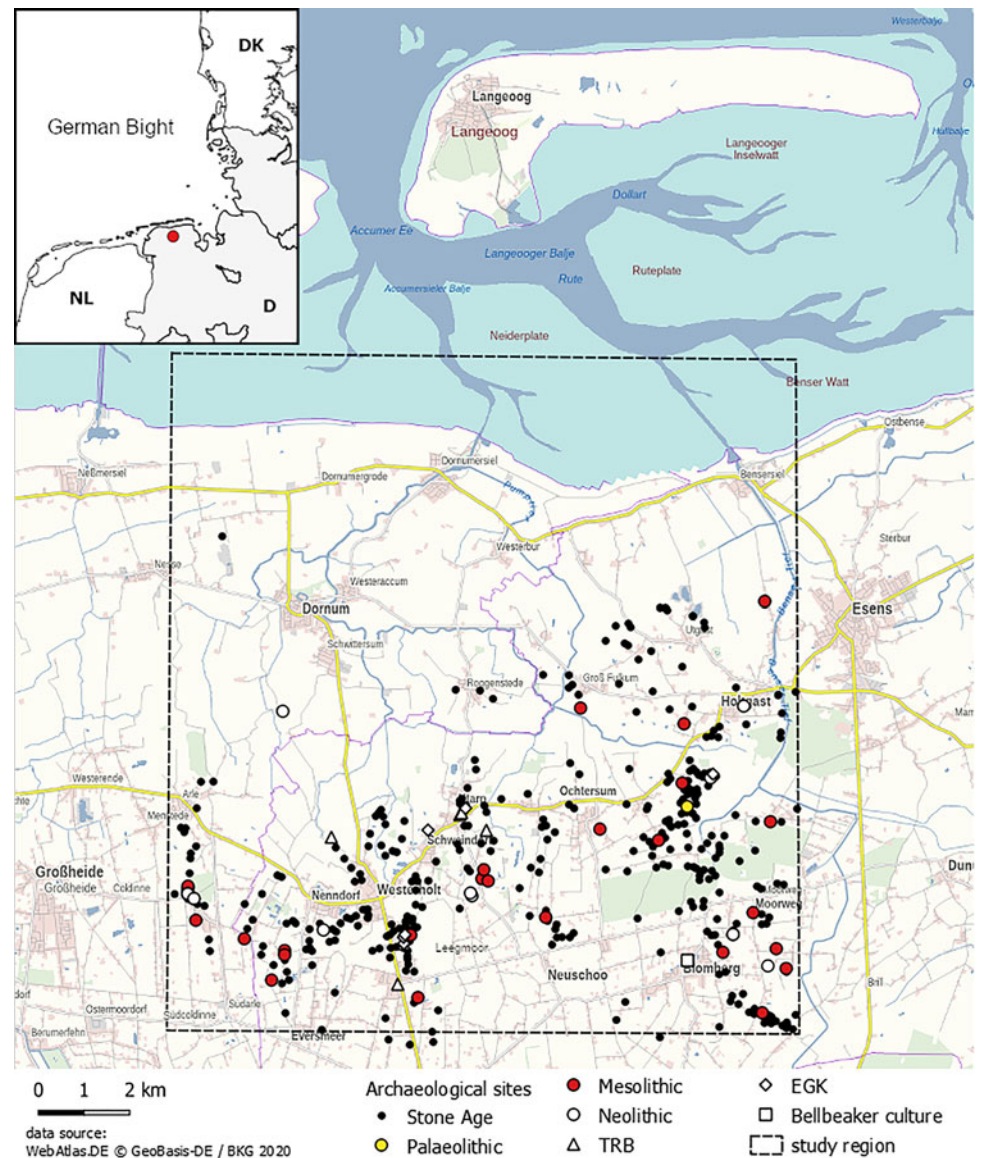 DK
German Bight
NL
D
Westerbalje
Langeoog
Langeoog
Langeooger
Inselwatt
Hullbalje
Dollart
Accumer Ee
Langeooger Balje
Rute
Ruteplate
Accumersieler Balje
Neiderplate
Benser Watt
Ostbense
Neßmersiel
Dornumersiel
Dornumergrode
Bensersiel
Westerbur
Sterbur
Nesse
Westeraccum
Dornum
Esens
Schwittersum
Utgast
Roggenstede
Groß Fulkum
Holtgast
Westerende
Arle
Ochtersum
Menstede
Großheide
Großheide
Coldinne
Nenndorf
Westerholt
Moorweg
Leegmoor
Neuschoo
Blomberg
Brill
Sudarle
Ostermoordorf
Südcoldinne
Berumerfehn
Eversmeer
0 1 2 km
data source:
WebAtlas.DE © GeoBasis-DE / BKG 2020
Archaeological sites
Stone Age
Palaeolithic
Mesolithic
Neolithic
TRB
EGK
Bellbeaker culture
study region